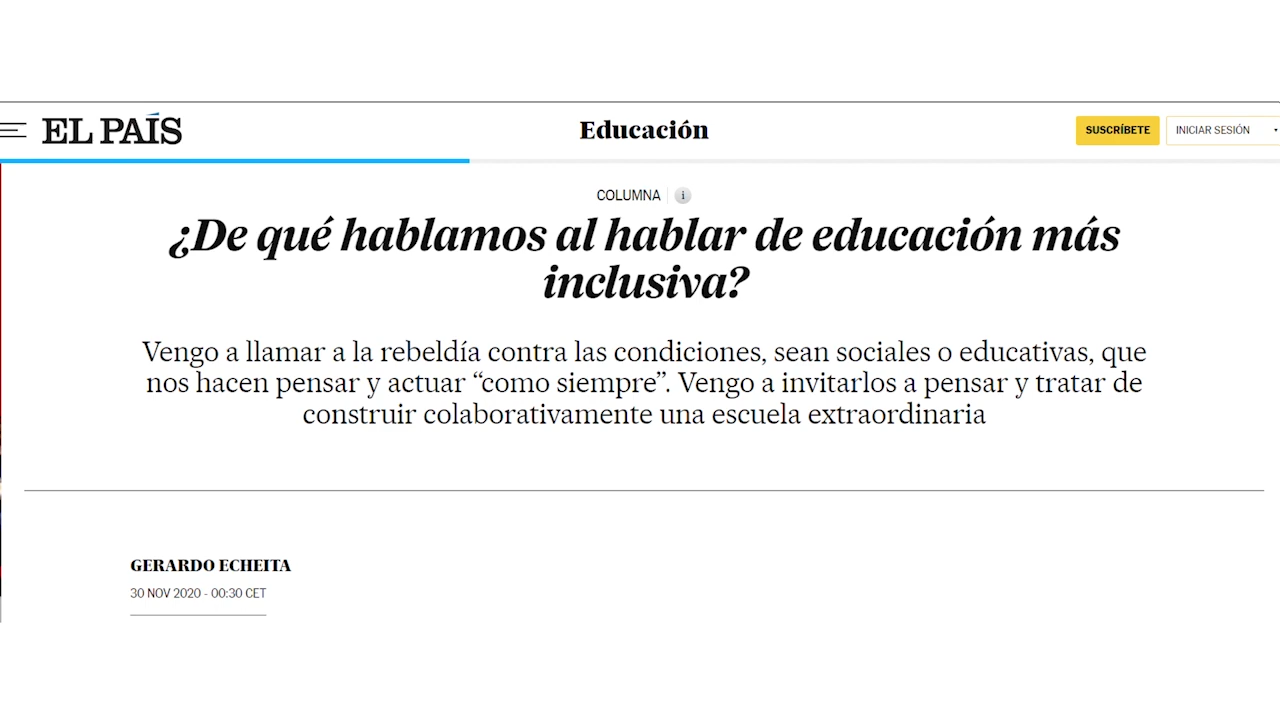 EL PAÍS
Educación
SUSCRÍBETE
INICIAR SESIÓN
COLUMNA i
¿De qué hablamos al hablar de educación más
inclusiva?
Vengo a llamar a la rebeldía contra las condiciones, sean sociales o educativas, que
nos hacen pensar y actuar “como siempre”. Vengo a invitarlos a pensar y tratar de
construir colaborativamente una escuela extraordinaria
GERARDO ECHEITA
30 NOV 2020 - 00:30 CET